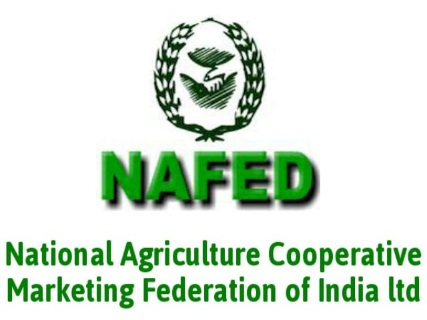 NAFED
National Agriculture Cooperative
Marketing Federation of India ltd